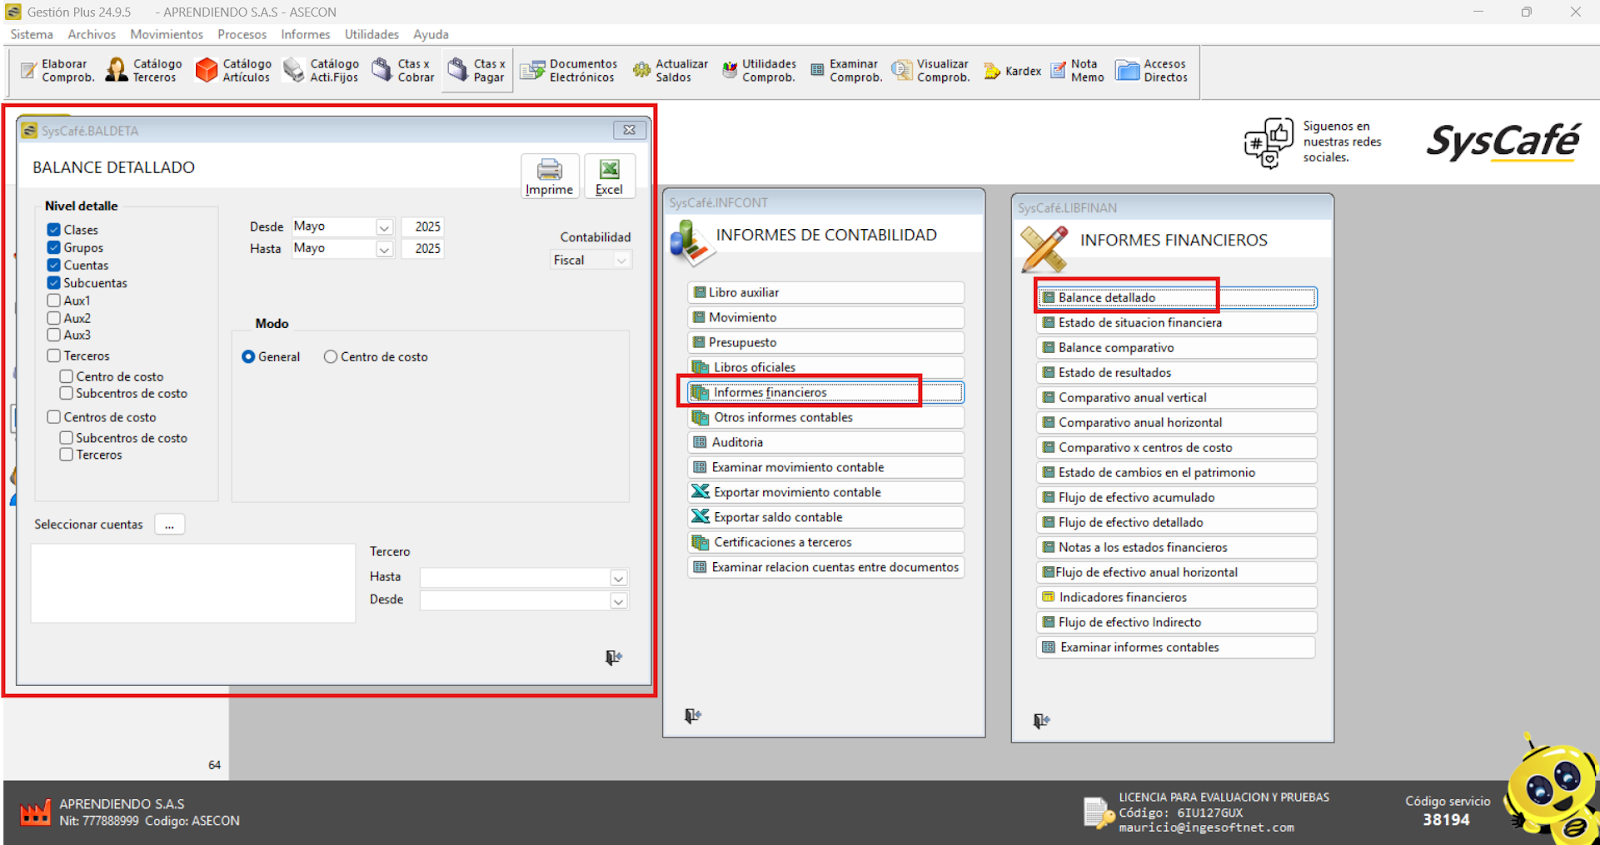 Gestión Plus 24.9.5 - APRENDIENDO S.A.S - ASECON
Sistema Archivos Movimientos Procesos Informes Utilidades Ayuda
Elaborar Comprob.
Catálogo Terceros
Catálogo Artículos
Catálogo Acti.Fijos
Ctas x Cobrar
Ctas x Pagar
Documentos Electrónicos
Actualizar Saldos
Utilidades Comprob.
Examinar Comprob.
Visualizar Comprob.
Kardex
Nota Memo
Accesos Directos
Siguenos en
nuestras redes
sociales.
SysCafé
SysCafé.BALDETA
BALANCE DETALLADO
Imprime
Excel
Nivel detalle
Clases
Grupos
Cuentas
Subcuentas
Aux1
Aux2
Aux3
Terceros
Centro de costo
Subcentros de costo
Centros de costo
Subcentros de costo
Terceros
Desde Mayo 2025
Hasta Mayo 2025
Contabilidad
Fiscal
Modo
General Centro de costo
Seleccionar cuentas ...
Tercero
Hasta
Desde
SysCafé.INFCONT
INFORMES DE CONTABILIDAD
Libro auxiliar
Movimiento
Presupuesto
Libros oficiales
Informes financieros
Otros informes contables
Auditoria
Examinar movimiento contable
Exportar movimiento contable
Exportar saldo contable
Certificaciones a terceros
Examinar relacion cuentas entre documentos
SysCafé.LIBFINAN
INFORMES FINANCIEROS
Balance detallado
Estado de situacion financiera
Balance comparativo
Estado de resultados
Comparativo anual vertical
Comparativo anual horizontal
Comparativo x centros de costo
Estado de cambios en el patrimonio
Flujo de efectivo acumulado
Flujo de efectivo detallado
Notas a los estados financieros
Flujo de efectivo anual horizontal
Indicadores financieros
Flujo de efectivo Indirecto
Examinar informes contables
64
APRENDIENDO S.A.S
Nit: 777888999 Codigo: ASECON
LICENCIA PARA EVALUACION Y PRUEBAS
Código: 6IU127GUX
mauricio@ingesoftnet.com
Código servicio
38194